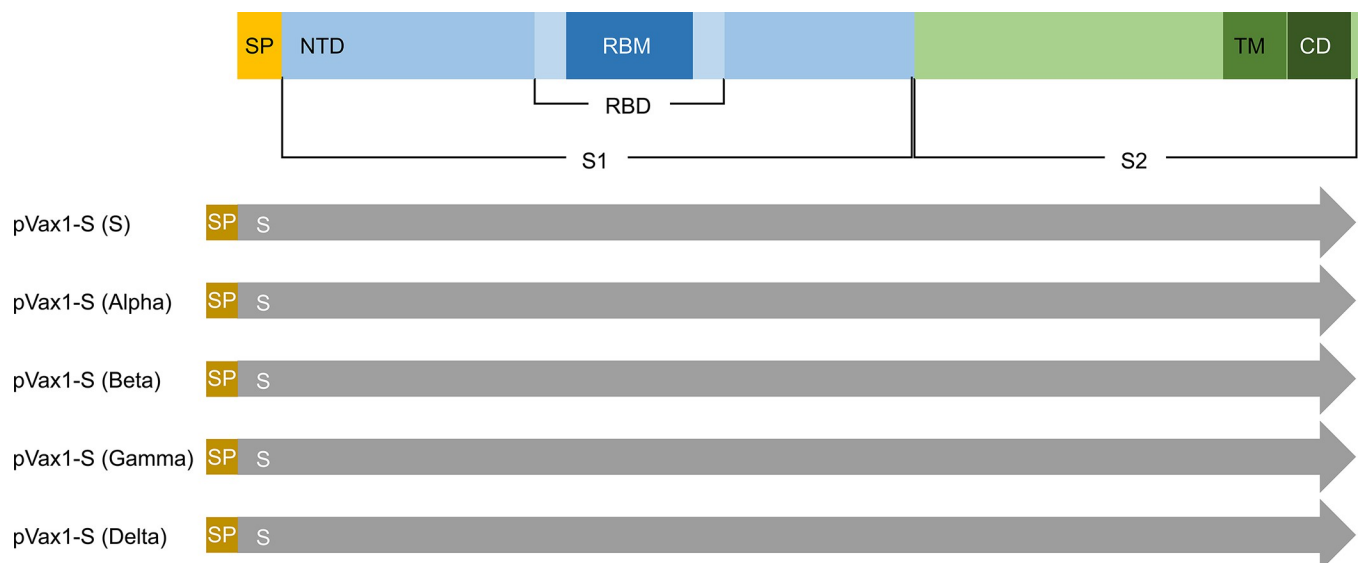 SP NTD RBM TM CD
RBD
S1 S2
pVax1-S (S) SP S
pVax1-S (Alpha) SP S
pVax1-S (Beta) SP S
pVax1-S (Gamma) SP S
pVax1-S (Delta) SP S